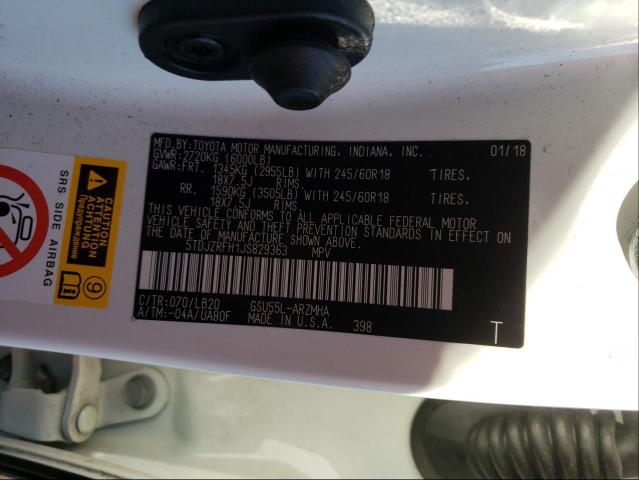 MFD.BY:TOYOTA MOTOR MANUFACTURING, INDIANA, INC. 01/18
GVWR:2720KG (6000LB)
GAWR:FRT. 1345KG (2955LB) WITH 245/60R18 TIRES.
18X7.5J RIMS.
RR. 1590KG (3505LB) WITH 245/60R18 TIRES.
18X7.5J RIMS.
THIS VEHICLE CONFORMS TO ALL APPLICABLE FEDERAL MOTOR
VEHICLE SAFETY AND THEFT PREVENTION STANDARDS IN EFFECT ON
THE DATE OF MANUFACTURE SHOWN ABOVE.
5TDJZRFH1JS829363 MPV
C/TR:070/LB20 GSU55L-ARZMHA
A/TM:-04A/UA80F MADE IN U.S.A. 398
T
SRS SIDE AIRBAG
CAUTION
ATTENTION
ACHTUNG
Предупреждение
9